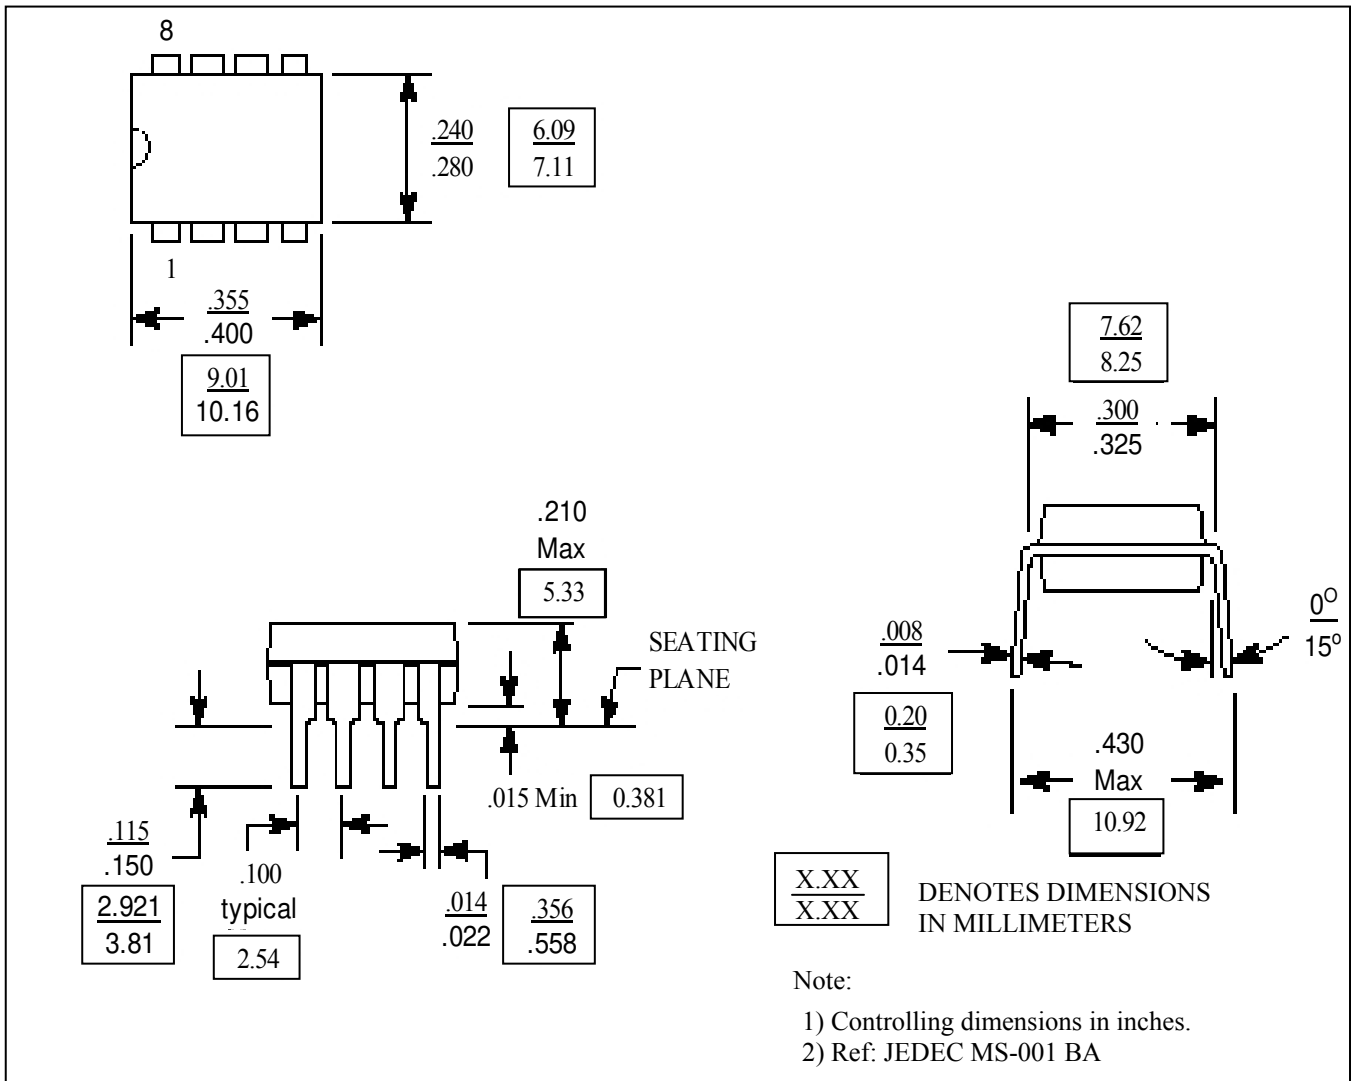 8
.240
.280
6.09
7.11
1
.355
.400
9.01
10.16
7.62
8.25
.300
.325
.210
Max
5.33
SEATING
PLANE
.008
.014
0.20
0.35
0O
15o
.430
Max
10.92
.015 Min
0.381
.115
.150
2.921
3.81
.100
typical
2.54
.014
.022
.356
.558
X.XX
X.XX
DENOTES DIMENSIONS
IN MILLIMETERS
Note:
1) Controlling dimensions in inches.
2) Ref: JEDEC MS-001 BA